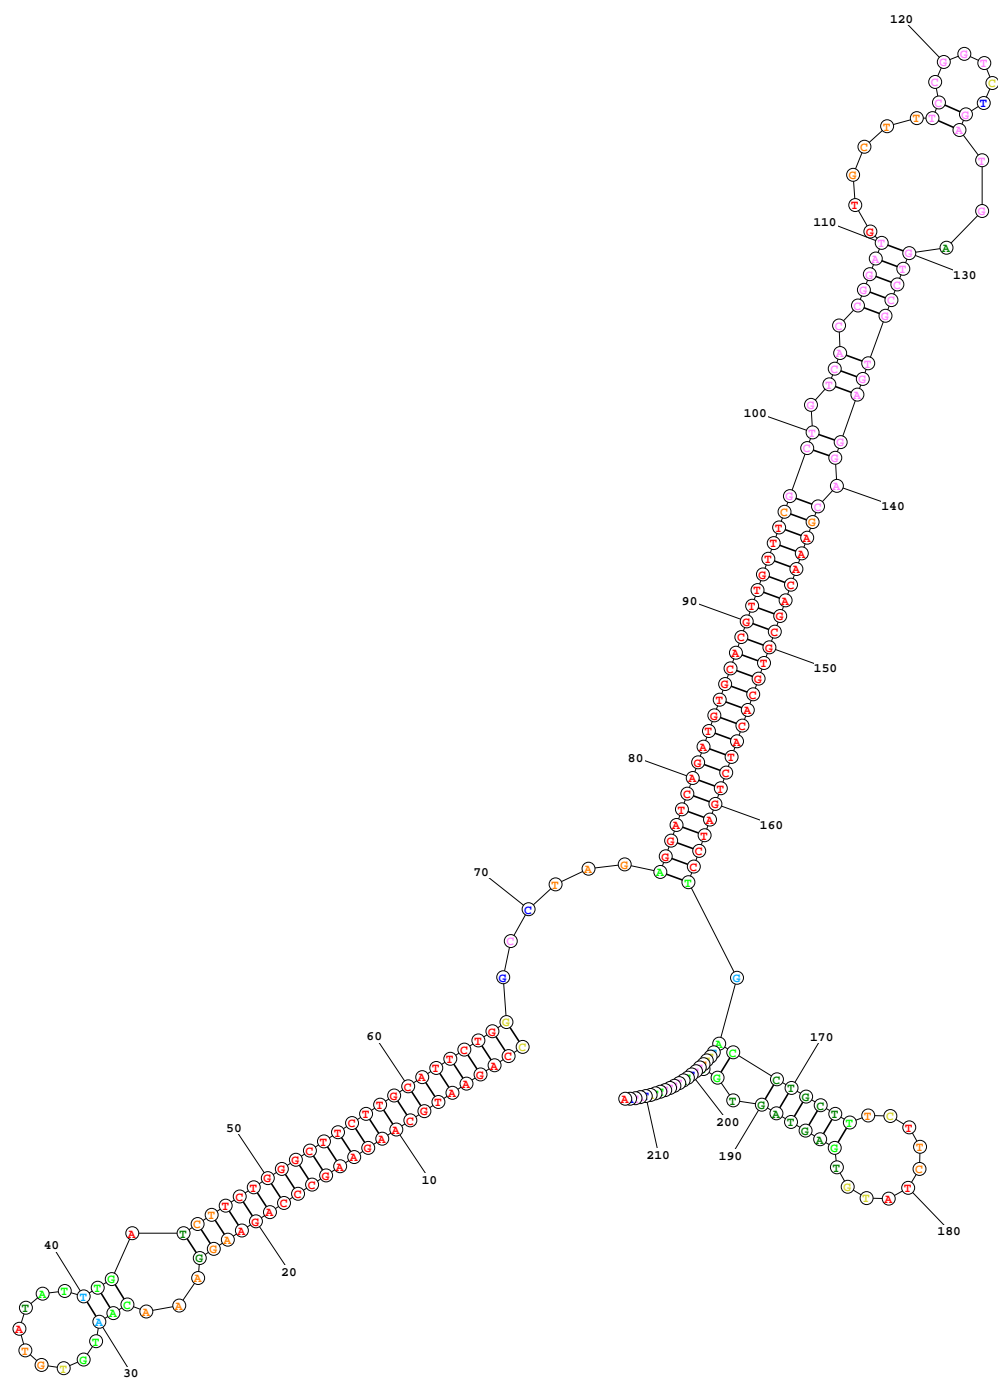 120
110
130
100
140
90
150
80
160
70
170
60
50
200
210
190
10
180
40
20
30
C C A G A A T G C A
A G A A G C C C A G
A A G G A A A C A A
T G T G T A T A T T
T G A T C T T C T G
G G C T T C T T G C
A T T C T G G G C C
T A G A G G A T C A
G A T G T G C A C G
T T G T T T C G C T
G T C A C C G G A T
G T G C T T T C C G
G T C T G A T G A G
T C C G T G A G G A
C G A A A C A G C G
T G C A C A T C T G
A T C C T G A C C T
G C T T T C T T C T
A T G T G A G T A G
T G
A